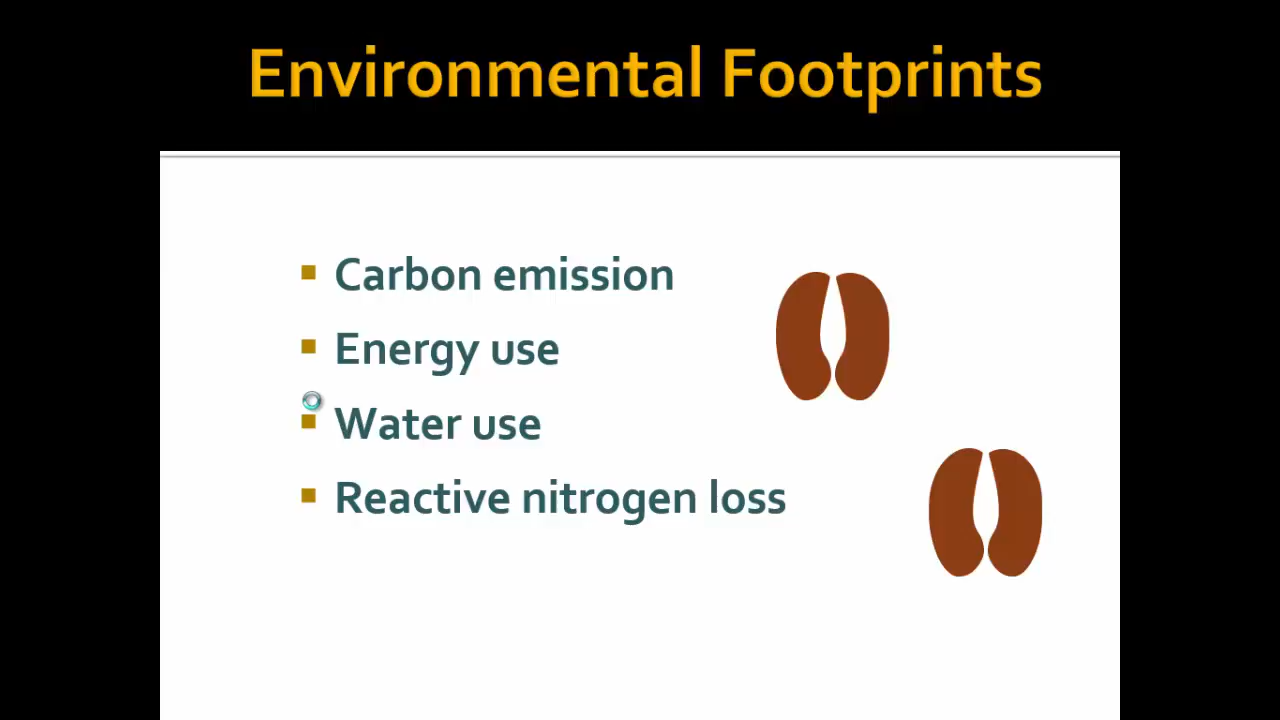 Environmental Footprints
Carbon emission
Energy use
Water use
Reactive nitrogen loss